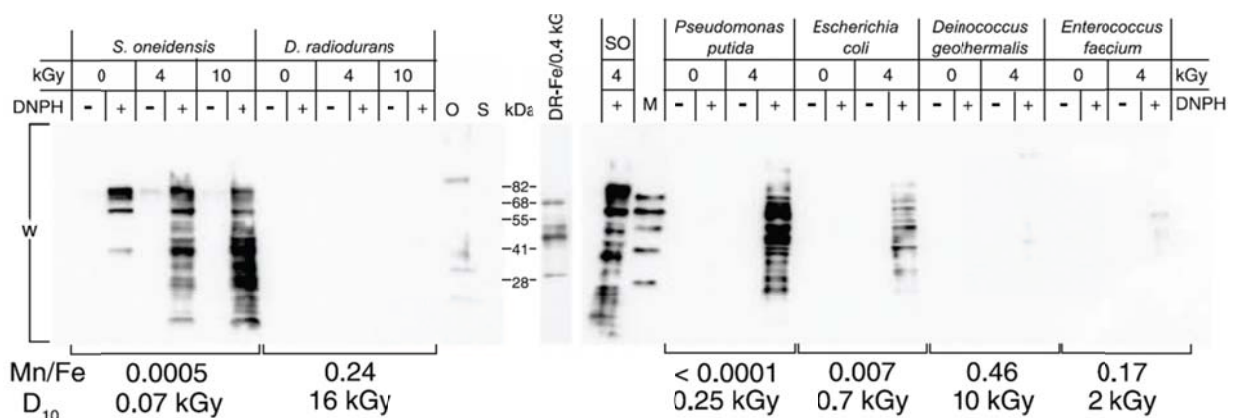 S. oneidensis D. radiodurans
kGy 0 4 10 0 4 10
DNPH - + - + - + - + - + - + O S kDa
DR-Fe/0.4 kG
W
-82-
-68-
-55-
-41-
-28-
Mn/Fe 0.0005 0.24
D10 0.07 kGy 16 kGy
SO Pseudomonas putida Escherichia coli Deinococcus geothermalis Enterococcus faecium
4 0 4 0 4 0 4 0 4 kGy
+ M - + - + - + - + - + - + - + - + DNPH
< 0.0001 0.007 0.46 0.17
0.25 kGy 0.7 kGy 10 kGy 2 kGy